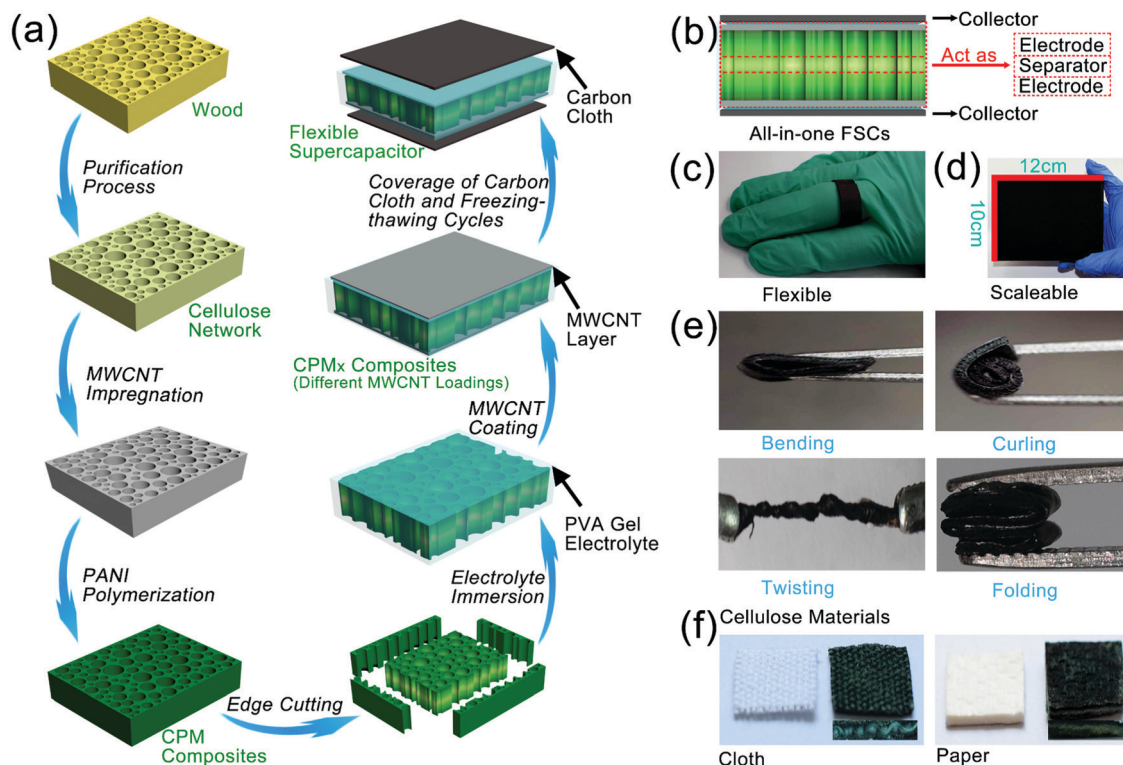 (a)
Wood
Purification
Process
Cellulose
Network
MWCNT
Impregnation
PANI
Polymerization
CPM
Composites
Edge Cutting
Electrolyte
Immersion
PVA Gel
Electrolyte
MWCNT
Coating
CPMx Composites
(Different MWCNT Loadings)
MWCNT
Layer
Coverage of Carbon
Cloth and Freezing-
thawing Cycles
Flexible
Supercapacitor
Carbon
Cloth
(b)
Collector
Act as
Electrode
Separator
Electrode
Collector
All-in-one FSCs
(c)
Flexible
(d)
12cm
10cm
Scaleable
(e)
Bending
Curling
Twisting
Folding
(f)
Cellulose Materials
Cloth
Paper